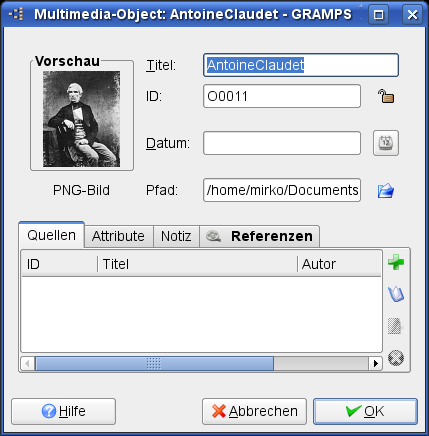 Multimedia-Object: AntoineClaudet - GRAMPS
Vorschau
PNG-Bild
Titel: AntoineClaudet
ID: O0011
Datum: 12
Pfad: /home/mirko/Documents
Quellen Attribute Notiz Referenzen
ID Titel Autor
Hilfe Abbrechen OK